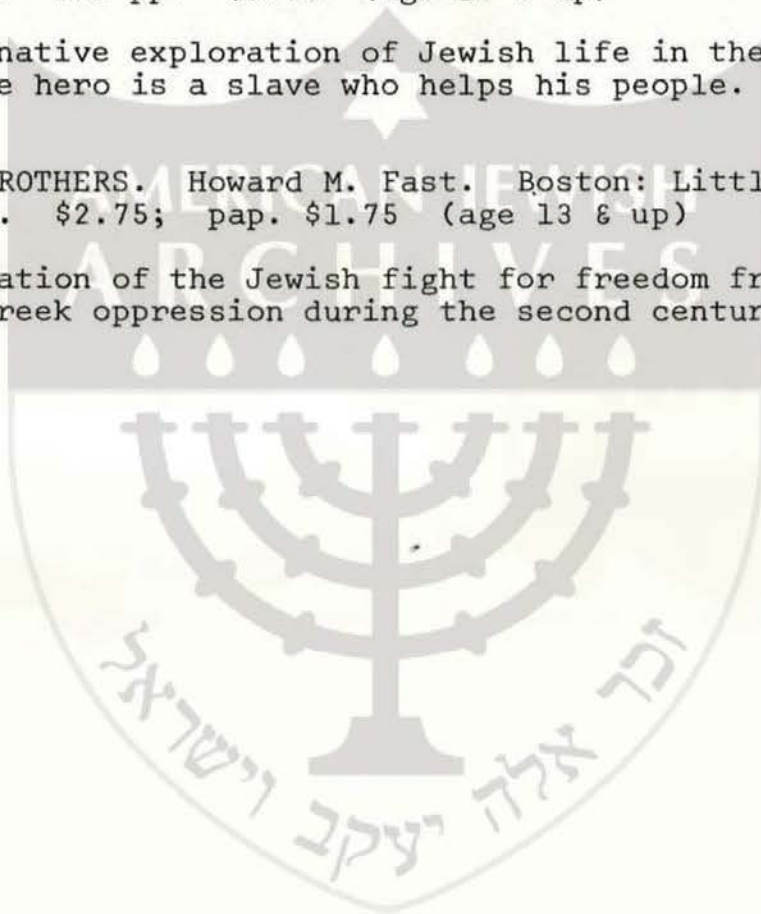 native exploration of Jewish life in the
e hero is a slave who helps his people.
ROTHERS. Howard M. Fast. Boston: Littl
. $2.75; pap. $1.75 (age 13 & up)
AMERICAN JEWISH
ARCHIVES
ation of the Jewish fight for freedom fr
reek oppression during the second centur
זכר אלה יעקב וישראל